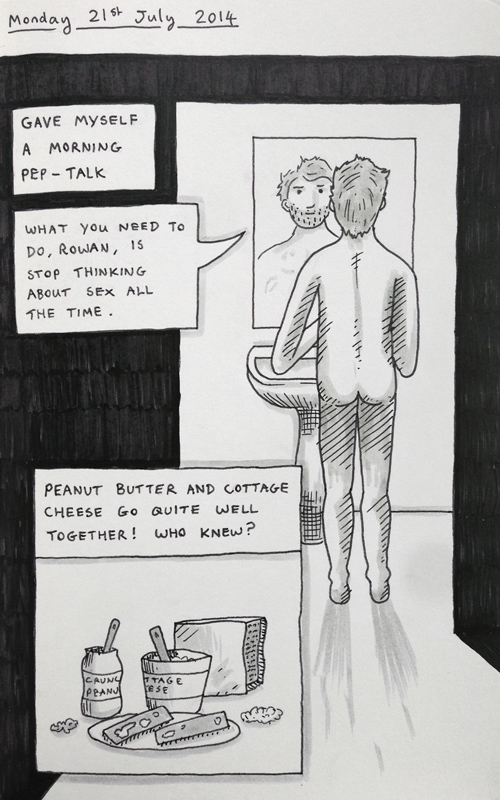 Monday 21st July 2014
GAVE MYSELF
A MORNING
PEP-TALK
WHAT YOU NEED TO
DO, ROWAN, IS
STOP THINKING
ABOUT SEX ALL
THE TIME.
PEANUT BUTTER AND COTTAGE
CHEESE GO QUITE WELL
TOGETHER! WHO KNEW?
CRUNC
PEANU
TTAGE
ESE